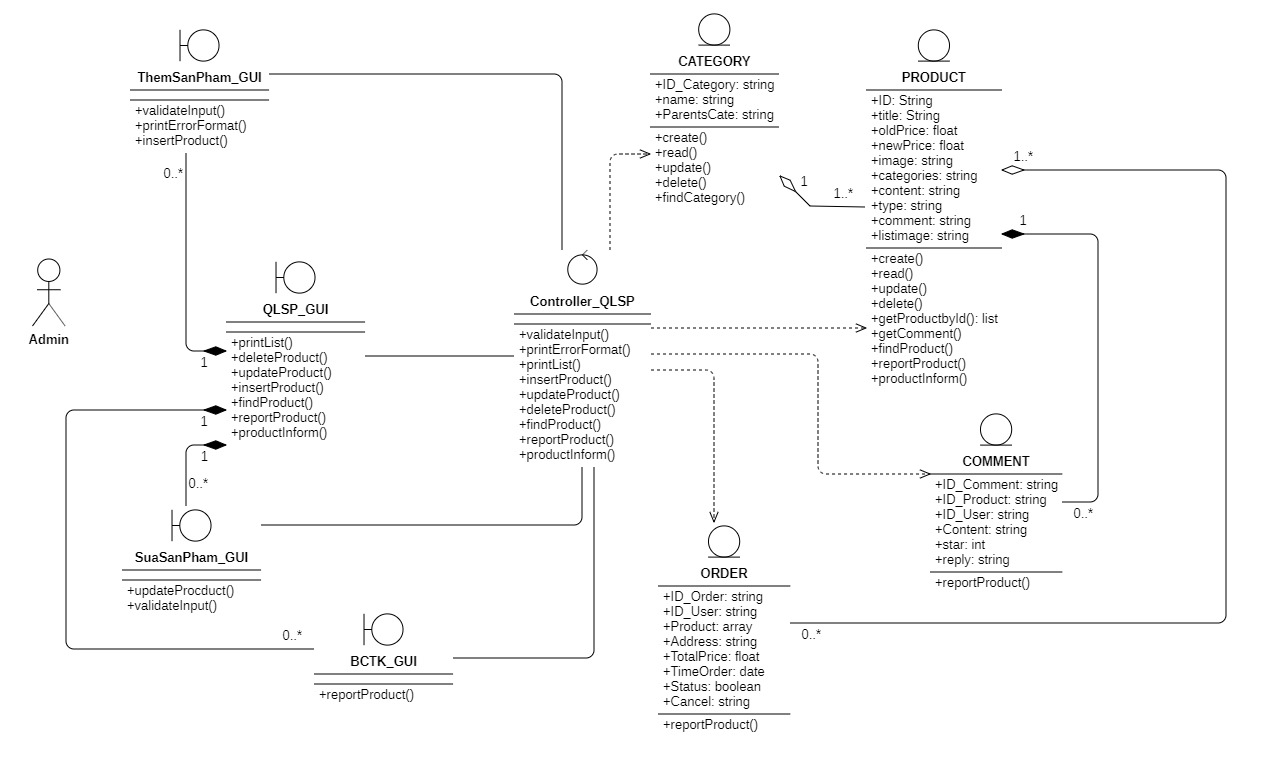 ThemSanPham_GUI
+validateInput()
+printErrorFormat()
+insertProduct()
0..*
CATEGORY
+ID_Category: string
+name: string
+ParentsCate: string
+create()
+read()
+update()
+delete()
+findCategory()
1
1..*
PRODUCT
+ID: String
+title: String
+oldPrice: float
+newPrice: float
+image: string
+categories: string
+content: string
+type: string
+comment: string
+listimage: string
+create()
+read()
+update()
+delete()
+getProductbyId(): list
+getComment()
+findProduct()
+reportProduct()
+productInform()
1..*
1
Admin
QLSP_GUI
+printList()
+deleteProduct()
+updateProduct()
+insertProduct()
+findProduct()
+reportProduct()
+productInform()
1
1
1
0..*
Controller_QLSP
+validateInput()
+printErrorFormat()
+printList()
+insertProduct()
+updateProduct()
+deleteProduct()
+findProduct()
+reportProduct()
+productInform()
COMMENT
+ID_Comment: string
+ID_Product: string
+ID_User: string
+Content: string
+star: int
+reply: string
+reportProduct()
0..*
SuaSanPham_GUI
+updateProcduct()
+validateInput()
ORDER
+ID_Order: string
+ID_User: string
+Product: array
+Address: string
+TotalPrice: float
+TimeOrder: date
+Status: boolean
+Cancel: string
+reportProduct()
0..*
0..*
BCTK_GUI
+reportProduct()